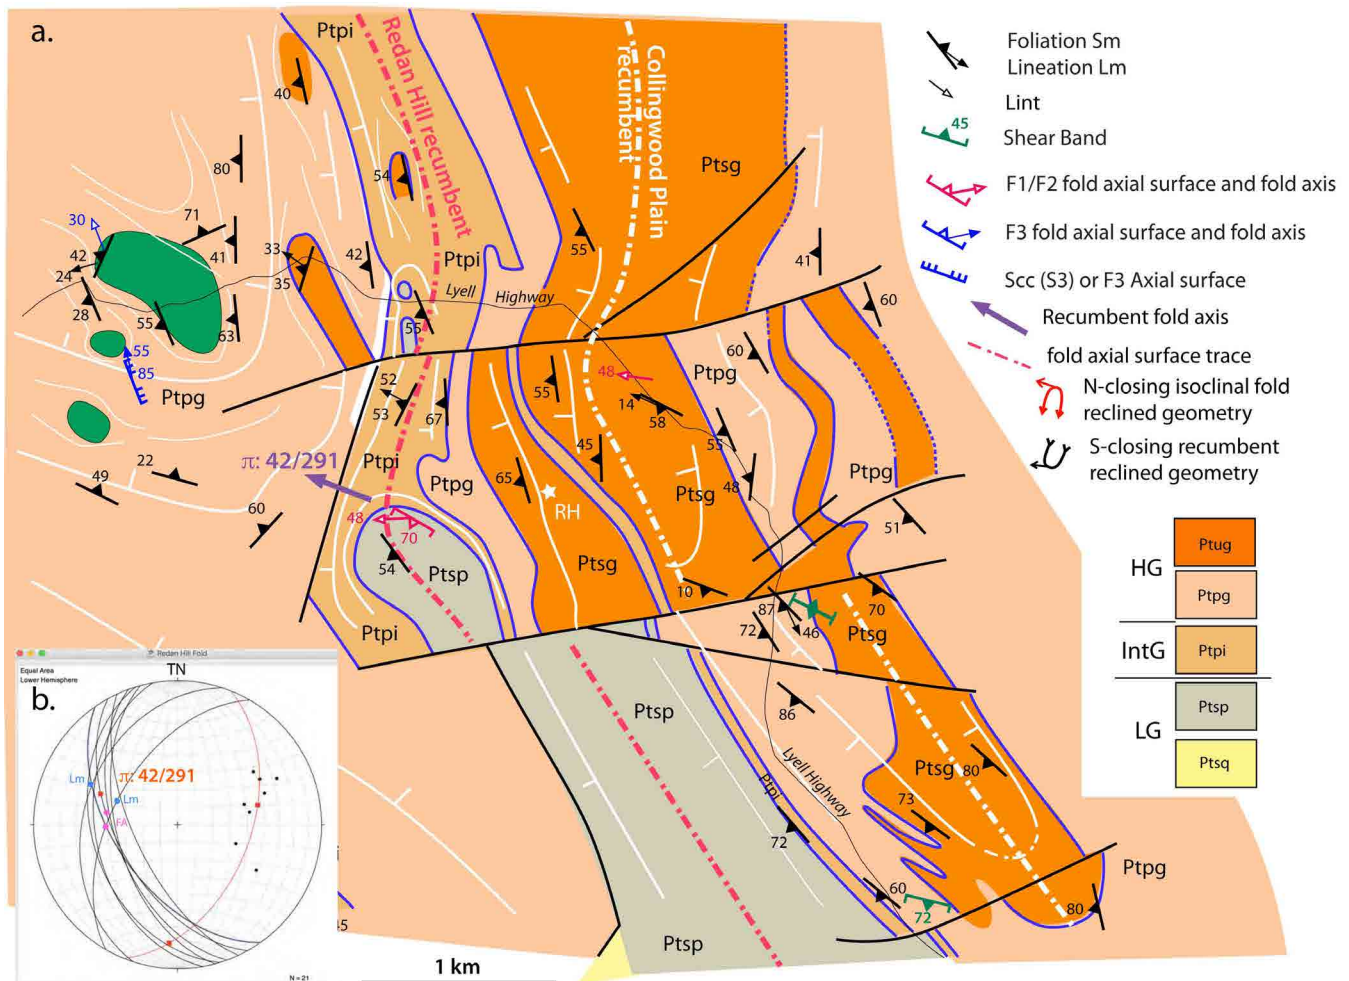 a.
Ptpi
Redan Hill recumbent
Collingwood Plain
recumbent
Ptsg
40
80
54
71
30
42
24
41
33
35
42
28
55
63
Ptpi
Lyell Highway
55
55
41
60
55
85
Ptpg
52
53
67
55
48
14
58
60
Ptpg
55
45
Ptpi
π: 42/291
Ptpg
65
RH
Ptsg
48
Ptpg
51
49
22
60
48
70
54
Ptsp
Ptsg
10
Ptpi
87
46
72
Ptsg
70
86
Ptsp
Lyell Highway
Ptpi
Ptsg
80
73
72
60
72
80
Ptpg
Ptsp
45
1 km
Foliation Sm
Lineation Lm
Lint
45
Shear Band
F1/F2 fold axial surface and fold axis
F3 fold axial surface and fold axis
Scc (S3) or F3 Axial surface
Recumbent fold axis
fold axial surface trace
N-closing isoclinal fold
reclined geometry
S-closing recumbent
reclined geometry
HG
Ptug
Ptpg
IntG
Ptpi
LG
Ptsp
Ptsq
Redan Hill Fold
Equal Area
Lower Hemisphere
TN
b.
π: 42/291
Lm
Lm
FA
N = 21